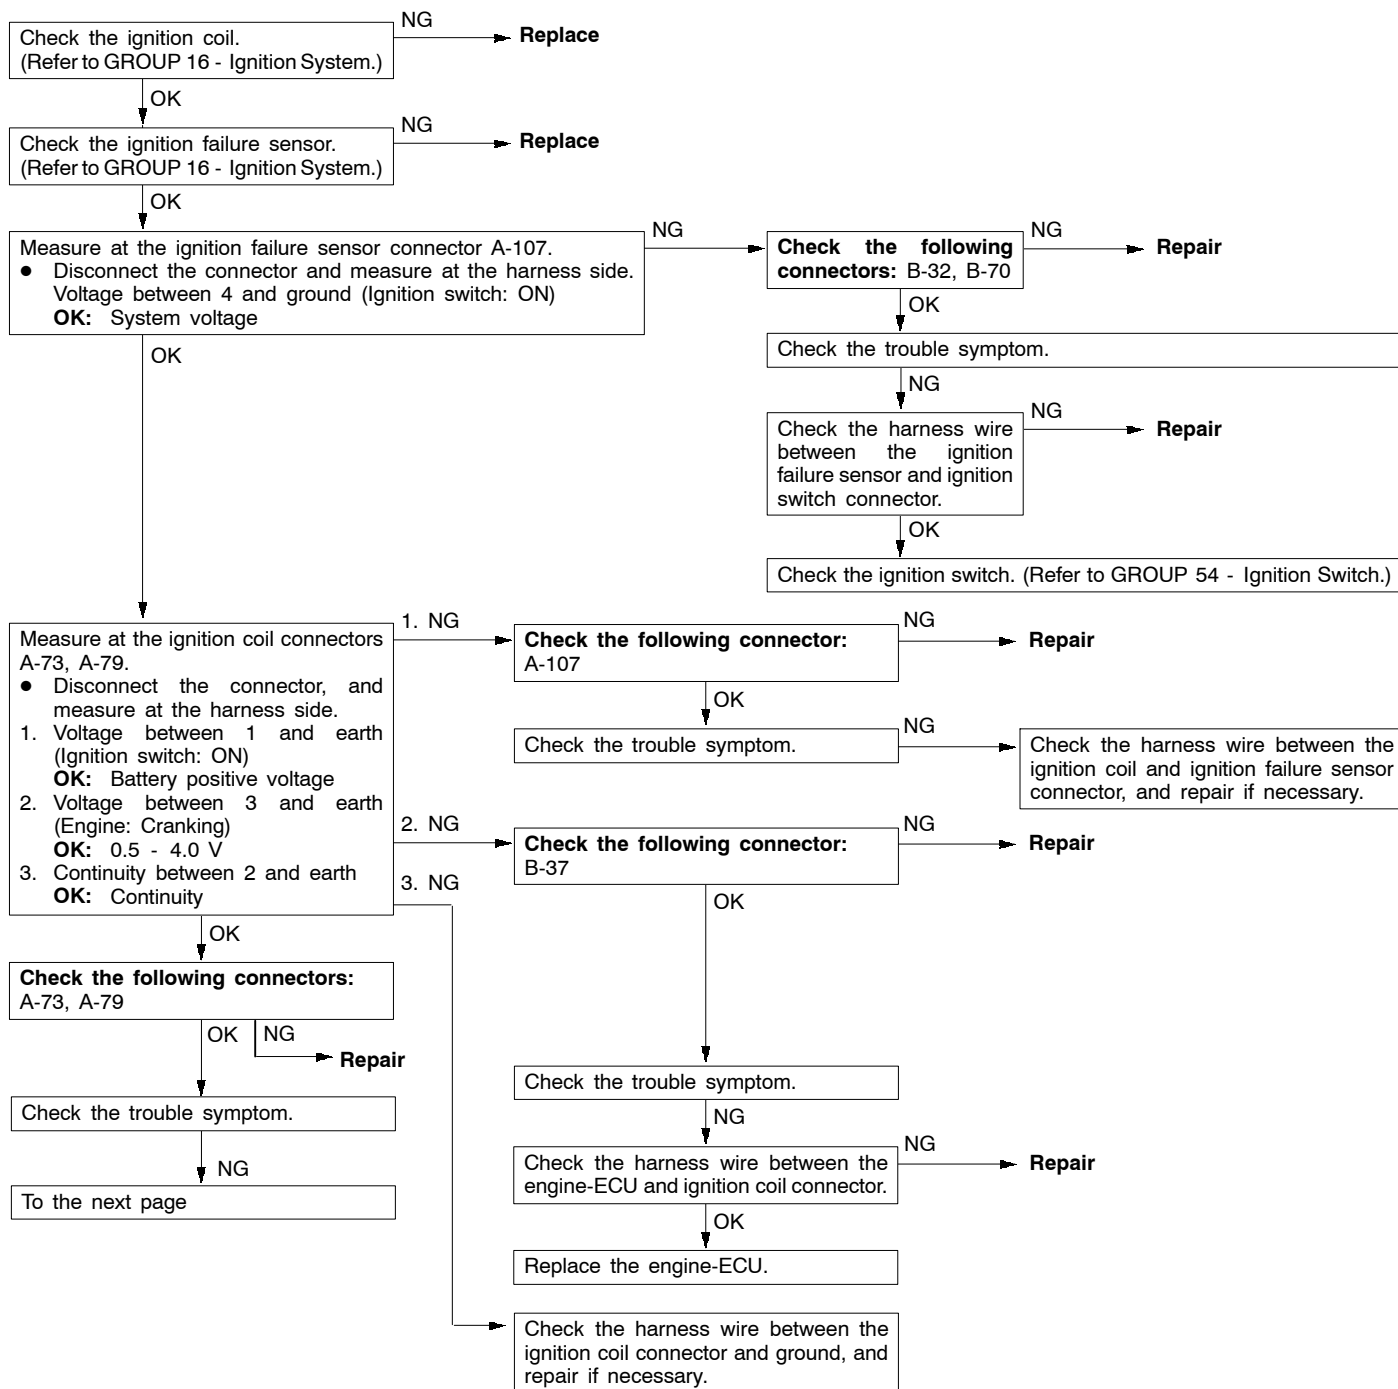 Check the ignition coil.
(Refer to GROUP 16 - Ignition System.)
NG
Replace
OK
Check the ignition failure sensor.
(Refer to GROUP 16 - Ignition System.)
NG
Replace
OK
Measure at the ignition failure sensor connector A-107.
● Disconnect the connector and measure at the harness side.
Voltage between 4 and ground (Ignition switch: ON)
OK: System voltage
NG
Check the following
connectors: B-32, B-70
NG
Repair
OK
Check the trouble symptom.
NG
Check the harness wire
between the ignition
failure sensor and ignition
switch connector.
NG
Repair
OK
Check the ignition switch. (Refer to GROUP 54 - Ignition Switch.)
OK
Measure at the ignition coil connectors
A-73, A-79.
● Disconnect the connector, and
measure at the harness side.
1. Voltage between 1 and earth
(Ignition switch: ON)
OK: Battery positive voltage
2. Voltage between 3 and earth
(Engine: Cranking)
OK: 0.5 - 4.0 V
3. Continuity between 2 and earth
OK: Continuity
1. NG
Check the following connector:
A-107
NG
Repair
OK
Check the trouble symptom.
NG
Check the harness wire between the
ignition coil and ignition failure sensor
connector, and repair if necessary.
2. NG
Check the following connector:
B-37
NG
Repair
OK
Check the trouble symptom.
NG
Check the harness wire between the
engine-ECU and ignition coil connector.
NG
Repair
OK
Replace the engine-ECU.
3. NG
Check the harness wire between the
ignition coil connector and ground, and
repair if necessary.
OK
Check the following connectors:
A-73, A-79
OK
NG
Repair
Check the trouble symptom.
NG
To the next page